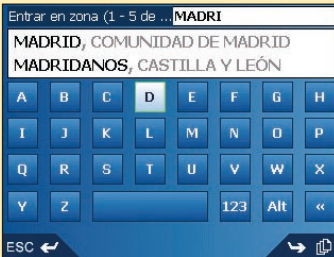 Entrar en zona (1 - 5 de ... MADRI
MADRID, COMUNIDAD DE MADRID
MADRIDANOS, CASTILLA Y LEÓN
A B C D E F G H
I J K L M N O P
Q R S T U V W X
Y Z 123 Alt «
ESC